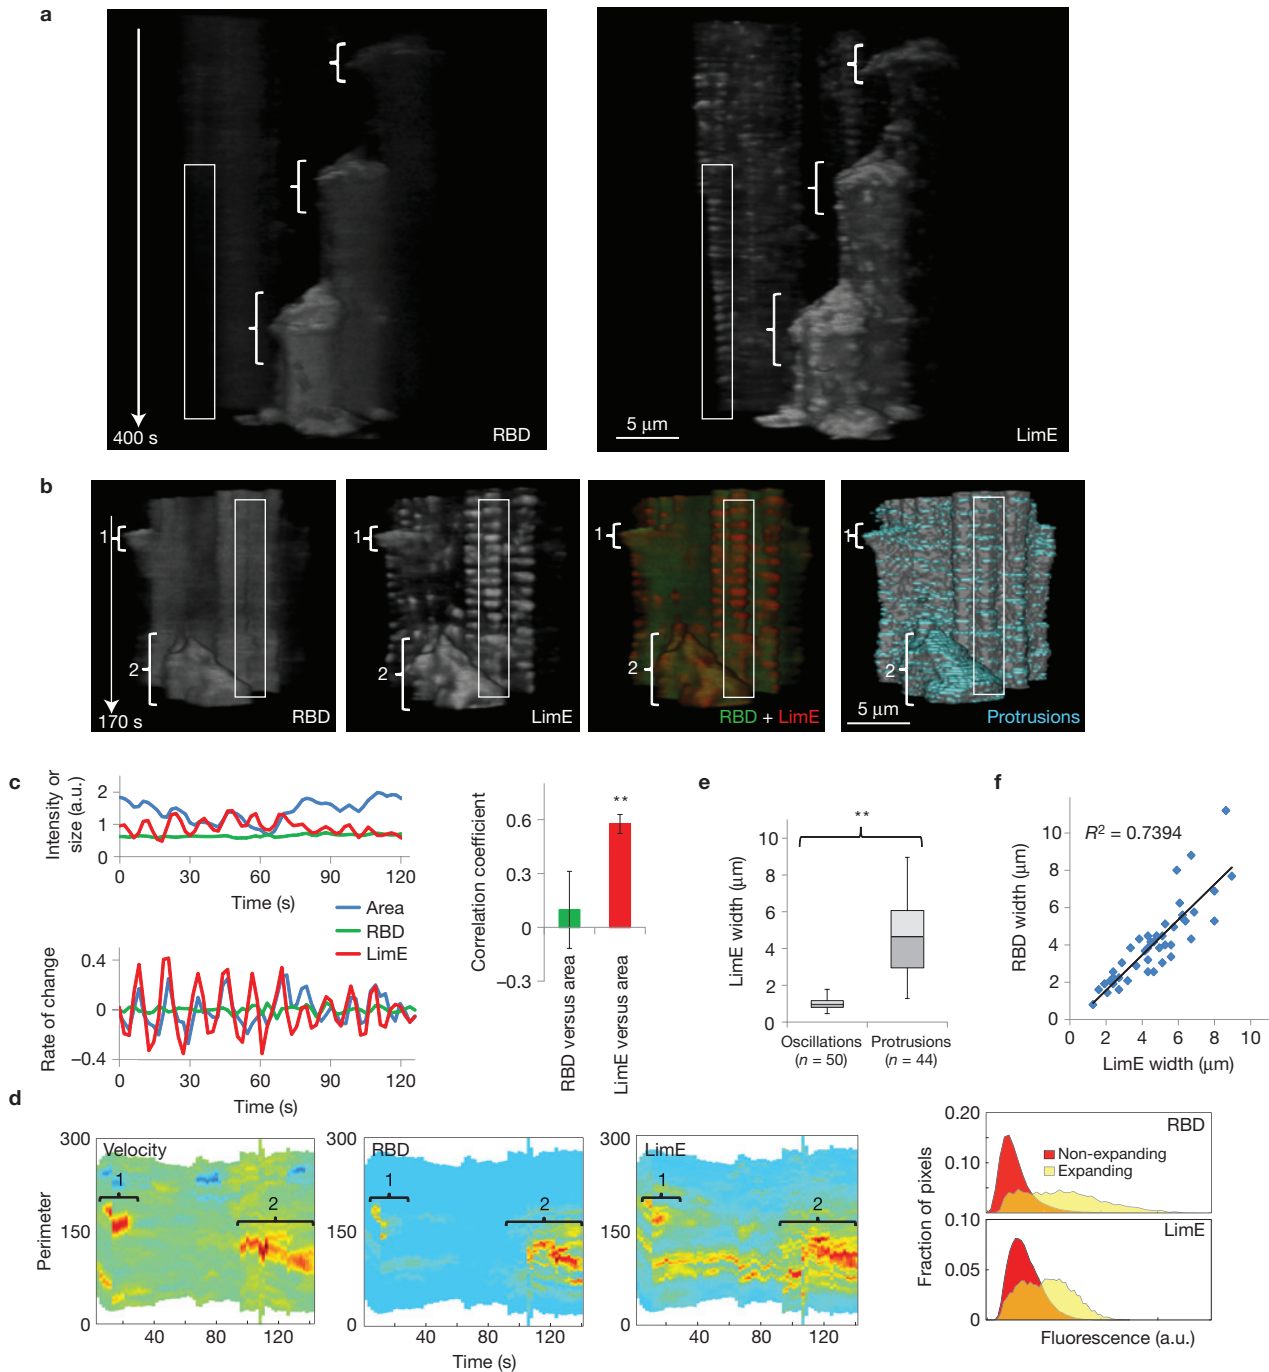 a
400 s
RBD
5 μm
LimE
b
1
2
170 s
RBD
1
2
LimE
1
2
RBD + LimE
1
2
5 μm
Protrusions
c
Intensity or
size (a.u.)
2
1
0
0 30 60 90 120
Time (s)
Area
RBD
LimE
Rate of change
0.4
0
−0.4
0 30 60 90 120
Time (s)
Correlation coefficient
0.6
0.3
0
−0.3
**
RBD versus area
LimE versus area
e
LimE width (μm)
10
8
6
4
2
0
**
Oscillations
(n = 50)
Protrusions
(n = 44)
f
RBD width (μm)
10
8
6
4
2
0
R² = 0.7394
0 2 4 6 8 10
LimE width (μm)
d
Perimeter
300
150
0
Velocity
1
2
40 80 120
300
150
0
RBD
1
2
40 80 120
Time (s)
300
150
0
LimE
1
2
40 80 120
Fraction of pixels
0.20
0.10
0
RBD
Non-expanding
Expanding
0.10
0.05
0
LimE
Fluorescence (a.u.)